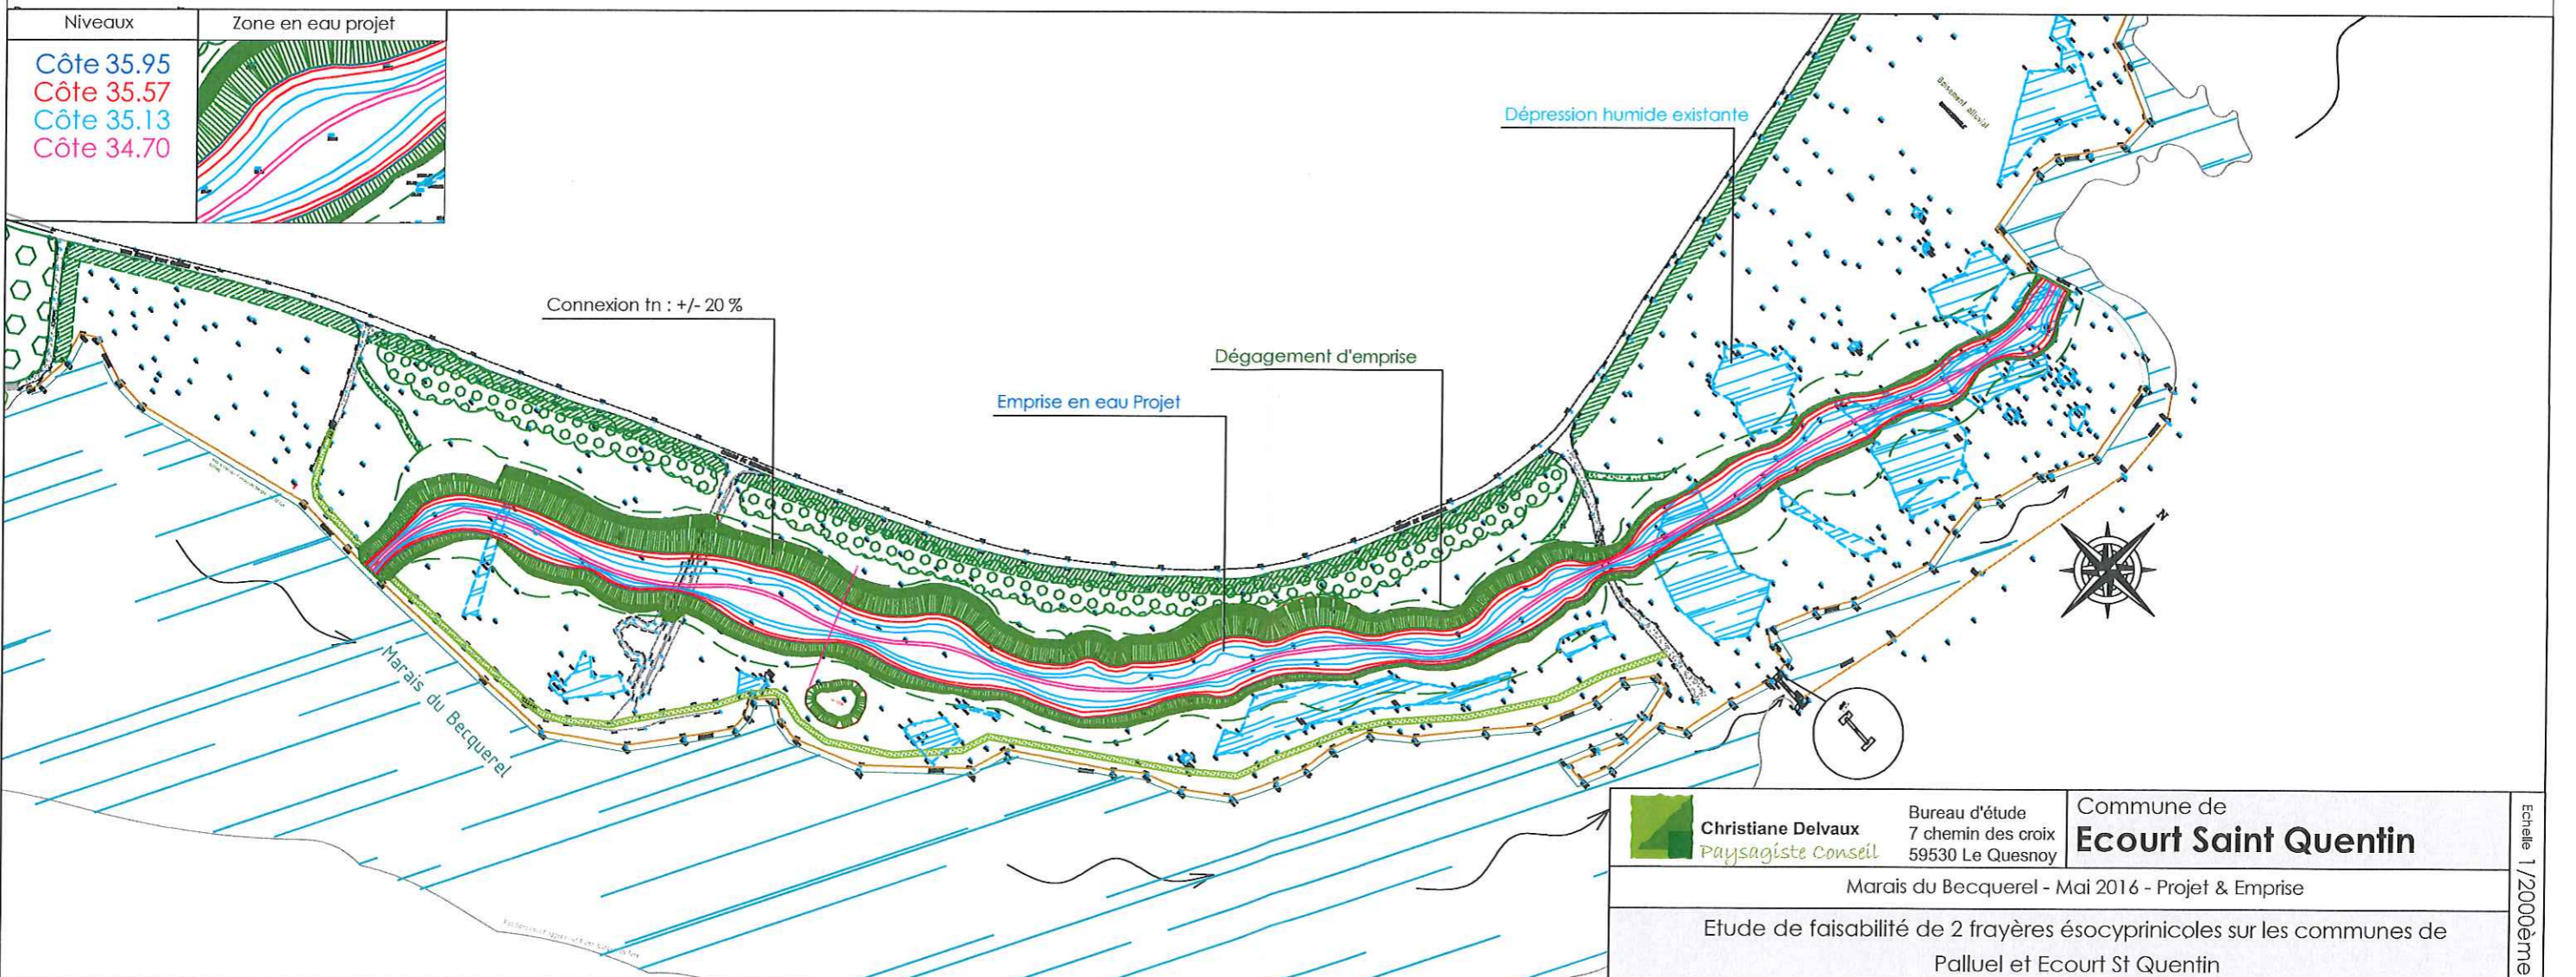 Niveaux
Zone en eau projet
Côte 35.95
Côte 35.57
Côte 35.13
Côte 34.70
Dépression humide existante
Boisement alluvial
Connexion tn : +/- 20 %
Dégagement d'emprise
Emprise en eau Projet
Marais du Becquerel
N
Christiane Delvaux
Paysagiste Conseil
Bureau d'étude
7 chemin des croix
59530 Le Quesnoy
Commune de
Ecourt Saint Quentin
Marais du Becquerel - Mai 2016 - Projet & Emprise
Etude de faisabilité de 2 frayères ésocyprinicoles sur les communes de
Palluel et Ecourt St Quentin
Echelle 1/2000ème